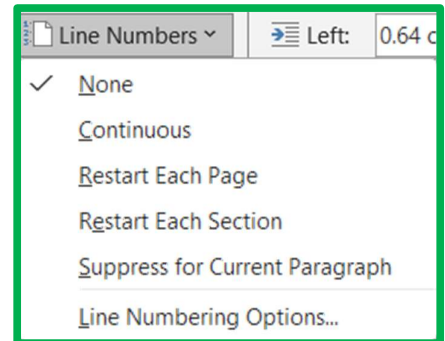 Line Numbers Left: 0.64
None
Continuous
Restart Each Page
Restart Each Section
Suppress for Current Paragraph
Line Numbering Options...